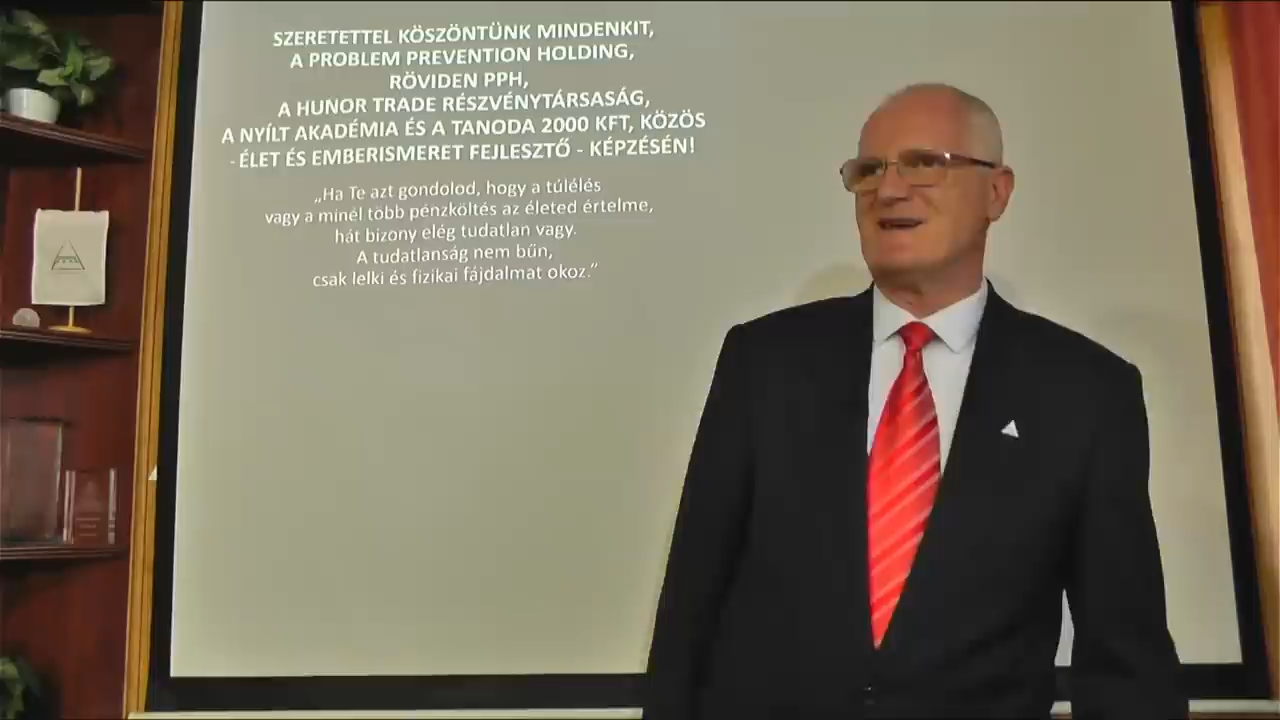 SZERETETTEL KÖSZÖNTÜNK MINDENKIT,
A PROBLEM PREVENTION HOLDING,
RÖVIDEN PPH,
A HUNOR TRADE RÉSZVÉNYTÁRSASÁG,
A NYÍLT AKADÉMIA ÉS A TANODA 2000 KFT, KÖZÖS
- ÉLET ÉS EMBERISMERET FEJLESZTŐ - KÉPZÉSÉN!
„Ha Te azt gondolod, hogy a túlélés
vagy a minél több pénzköltés az életed értelme,
hát bizony elég tudatlan vagy.
A tudatlanság nem bűn,
csak lelki és fizikai fájdalmat okoz.”